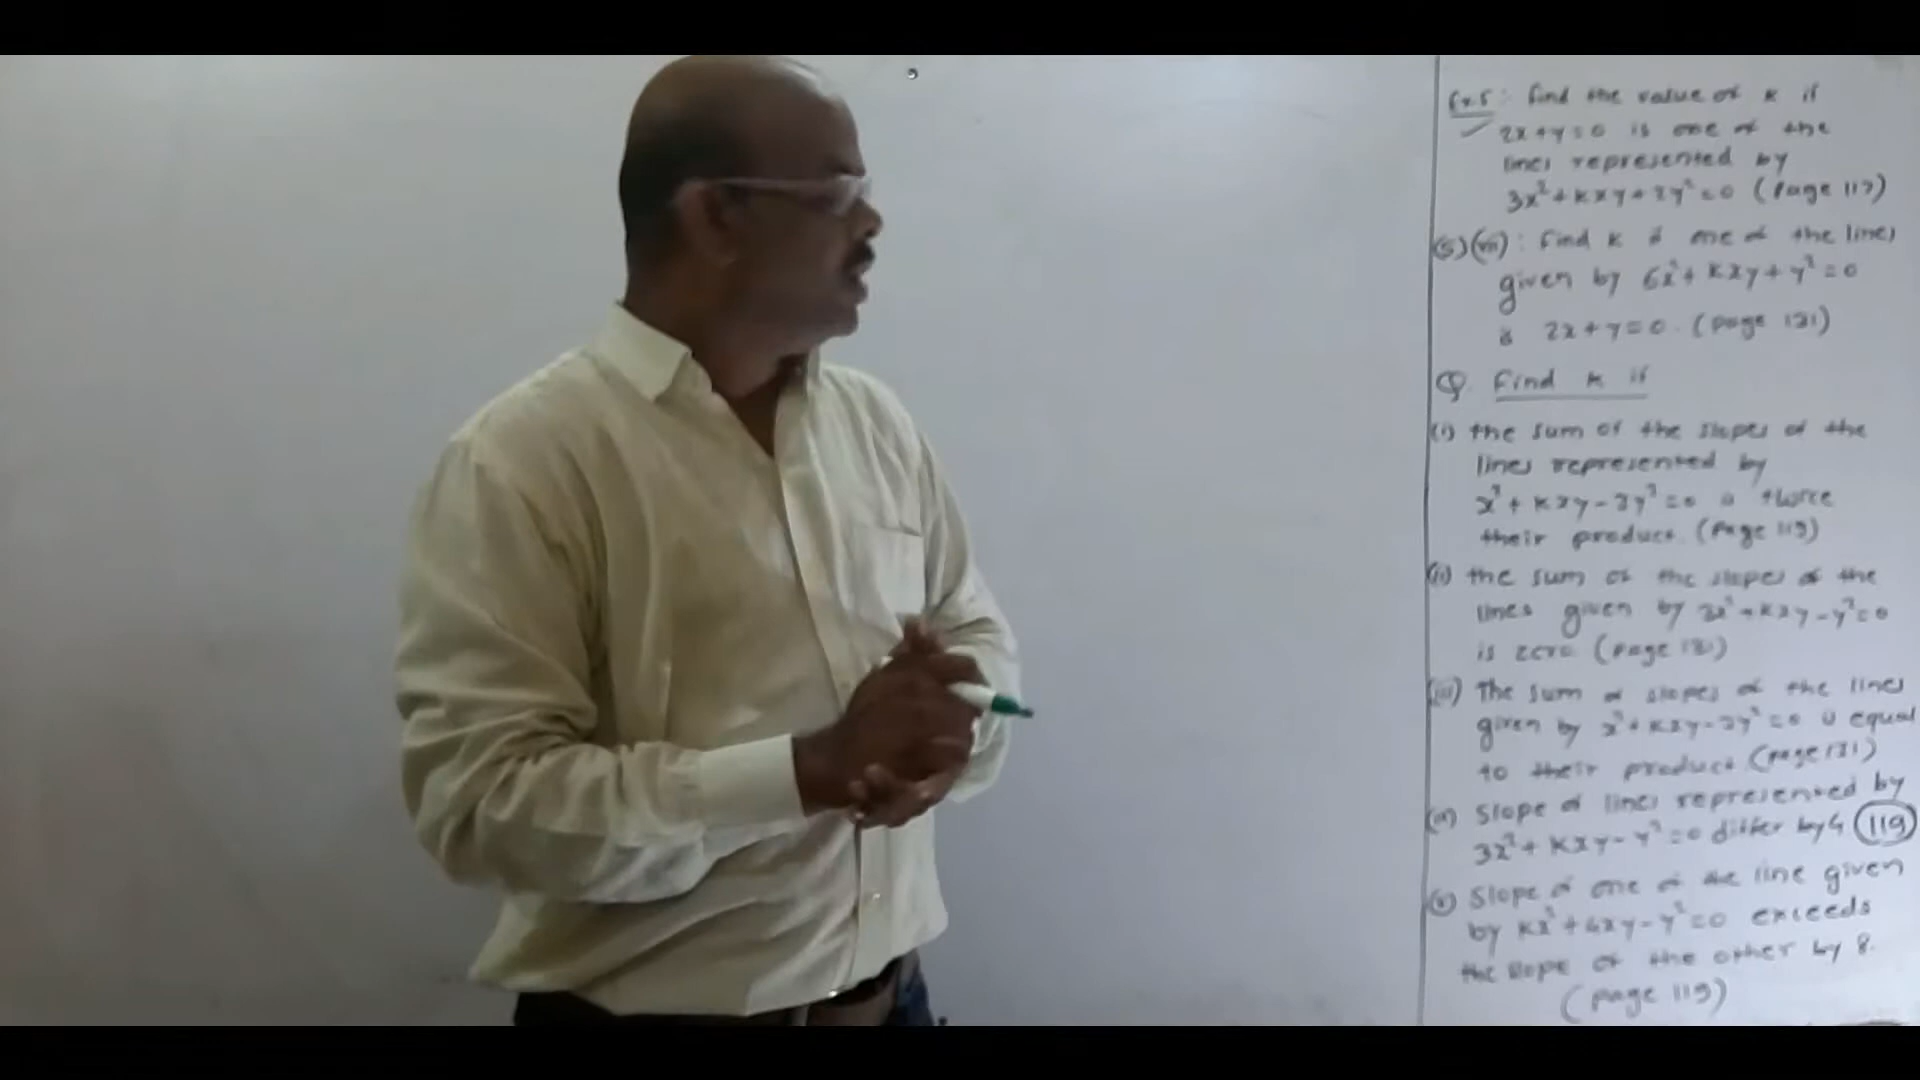 Ex.5 : find the value of k if
2x+y=0 is one of the
lines represented by
3x²+kxy+2y²=0 (page 117)
(5)(vii) : Find k if one of the lines
given by 6x²+kxy+y²=0
is 2x+y=0. (page 131)
Q. Find k if
(i) the sum of the slopes of the
lines represented by
x²+kxy-3y²=0 is twice
their product. (Page 119)
(ii) the sum of the slopes of the
lines given by 3x²+kxy-y²=0
is zero (page 131)
(iii) The sum of slopes of the lines
given by x²+kxy-3y²=0 is equal
to their product (page 131)
(iv) slope of lines represented by
3x²+kxy-y²=0 differ by 4 (119)
(v) slope of one of the line given
by kx²+4xy-y²=0 exceeds
the slope of the other by 8.
(page 119)